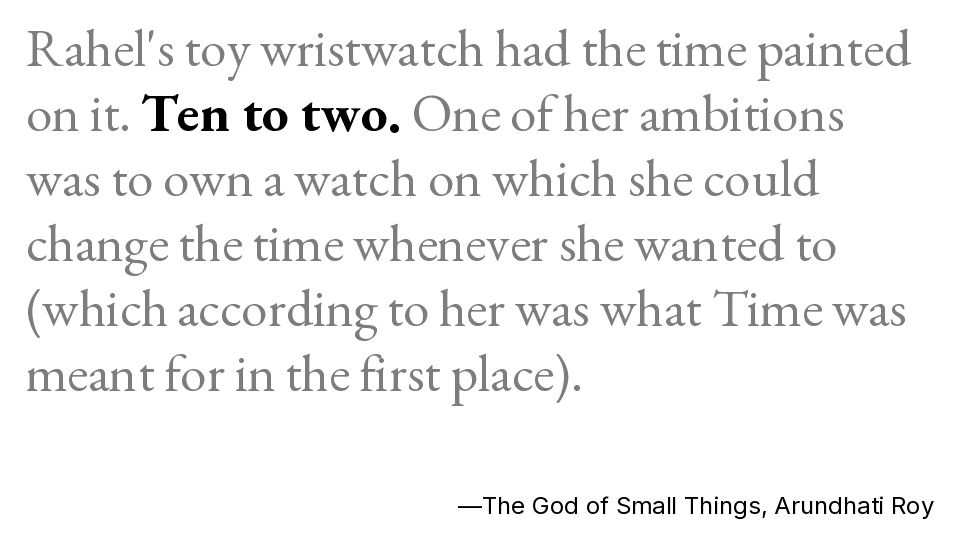 Rahel's toy wristwatch had the time painted
on it. Ten to two. One of her ambitions
was to own a watch on which she could
change the time whenever she wanted to
(which according to her was what Time was
meant for in the first place).
—The God of Small Things, Arundhati Roy